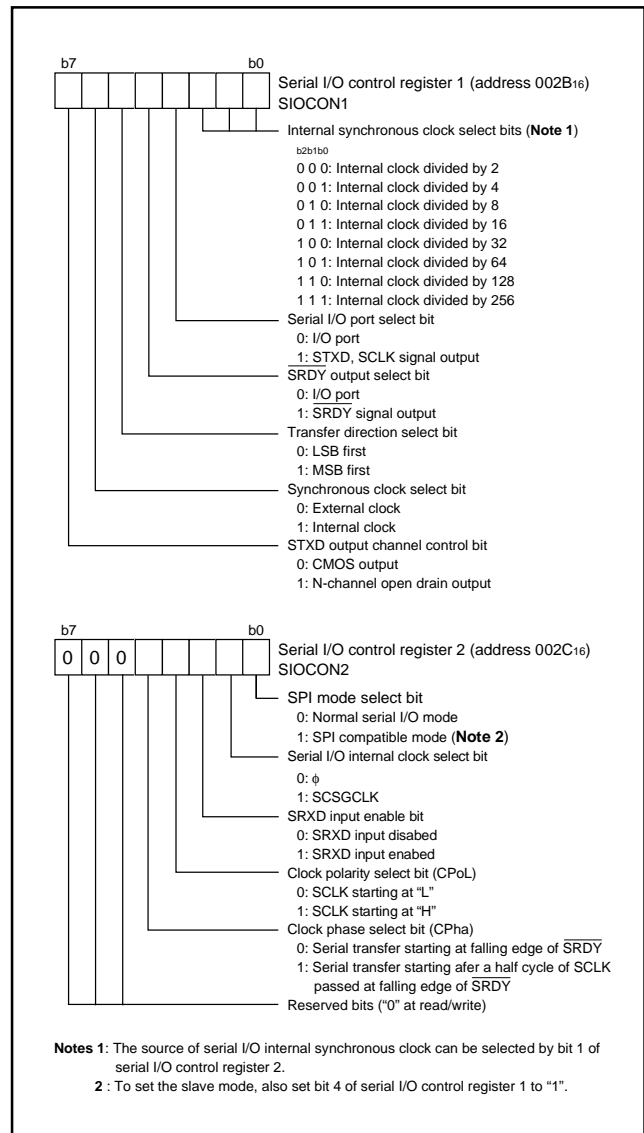 b7 b0
Serial I/O control register 1 (address 002B16)
SIOCON1
Internal synchronous clock select bits (Note 1)
b2b1b0
0 0 0: Internal clock divided by 2
0 0 1: Internal clock divided by 4
0 1 0: Internal clock divided by 8
0 1 1: Internal clock divided by 16
1 0 0: Internal clock divided by 32
1 0 1: Internal clock divided by 64
1 1 0: Internal clock divided by 128
1 1 1: Internal clock divided by 256
Serial I/O port select bit
0: I/O port
1: STXD, SCLK signal output
SRDY output select bit
0: I/O port
1: SRDY signal output
Transfer direction select bit
0: LSB first
1: MSB first
Synchronous clock select bit
0: External clock
1: Internal clock
STXD output channel control bit
0: CMOS output
1: N-channel open drain output
b7 b0
0 0 0
Serial I/O control register 2 (address 002C16)
SIOCON2
SPI mode select bit
0: Normal serial I/O mode
1: SPI compatible mode (Note 2)
Serial I/O internal clock select bit
0: ϕ
1: SCSGCLK
SRXD input enable bit
0: SRXD input disabed
1: SRXD input enabed
Clock polarity select bit (CPoL)
0: SCLK starting at “L”
1: SCLK starting at “H”
Clock phase select bit (CPha)
0: Serial transfer starting at falling edge of SRDY
1: Serial transfer starting afer a half cycle of SCLK
passed at falling edge of SRDY
Reserved bits (“0” at read/write)
Notes 1: The source of serial I/O internal synchronous clock can be selected by bit 1 of
serial I/O control register 2.
2 : To set the slave mode, also set bit 4 of serial I/O control register 1 to “1”.